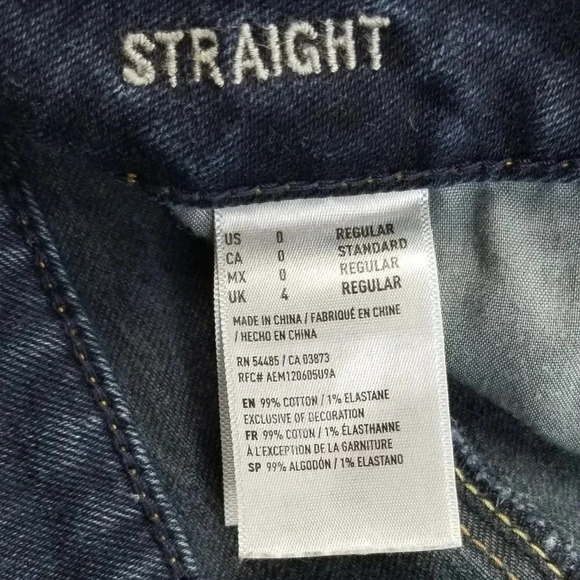 STRAIGHT
US 0 REGULAR
CA 0 STANDARD
MX 0 REGULAR
UK 4 REGULAR
MADE IN CHINA / FABRIQUÉ EN CHINE
/ HECHO EN CHINA
RN 54485 / CA 03873
RFC# AEM120605U9A
EN 99% COTTON / 1% ELASTANE
EXCLUSIVE OF DECORATION
FR 99% COTON / 1% ÉLASTHANNE
À L'EXCEPTION DE LA GARNITURE
SP 99% ALGODÓN / 1% ELASTANO